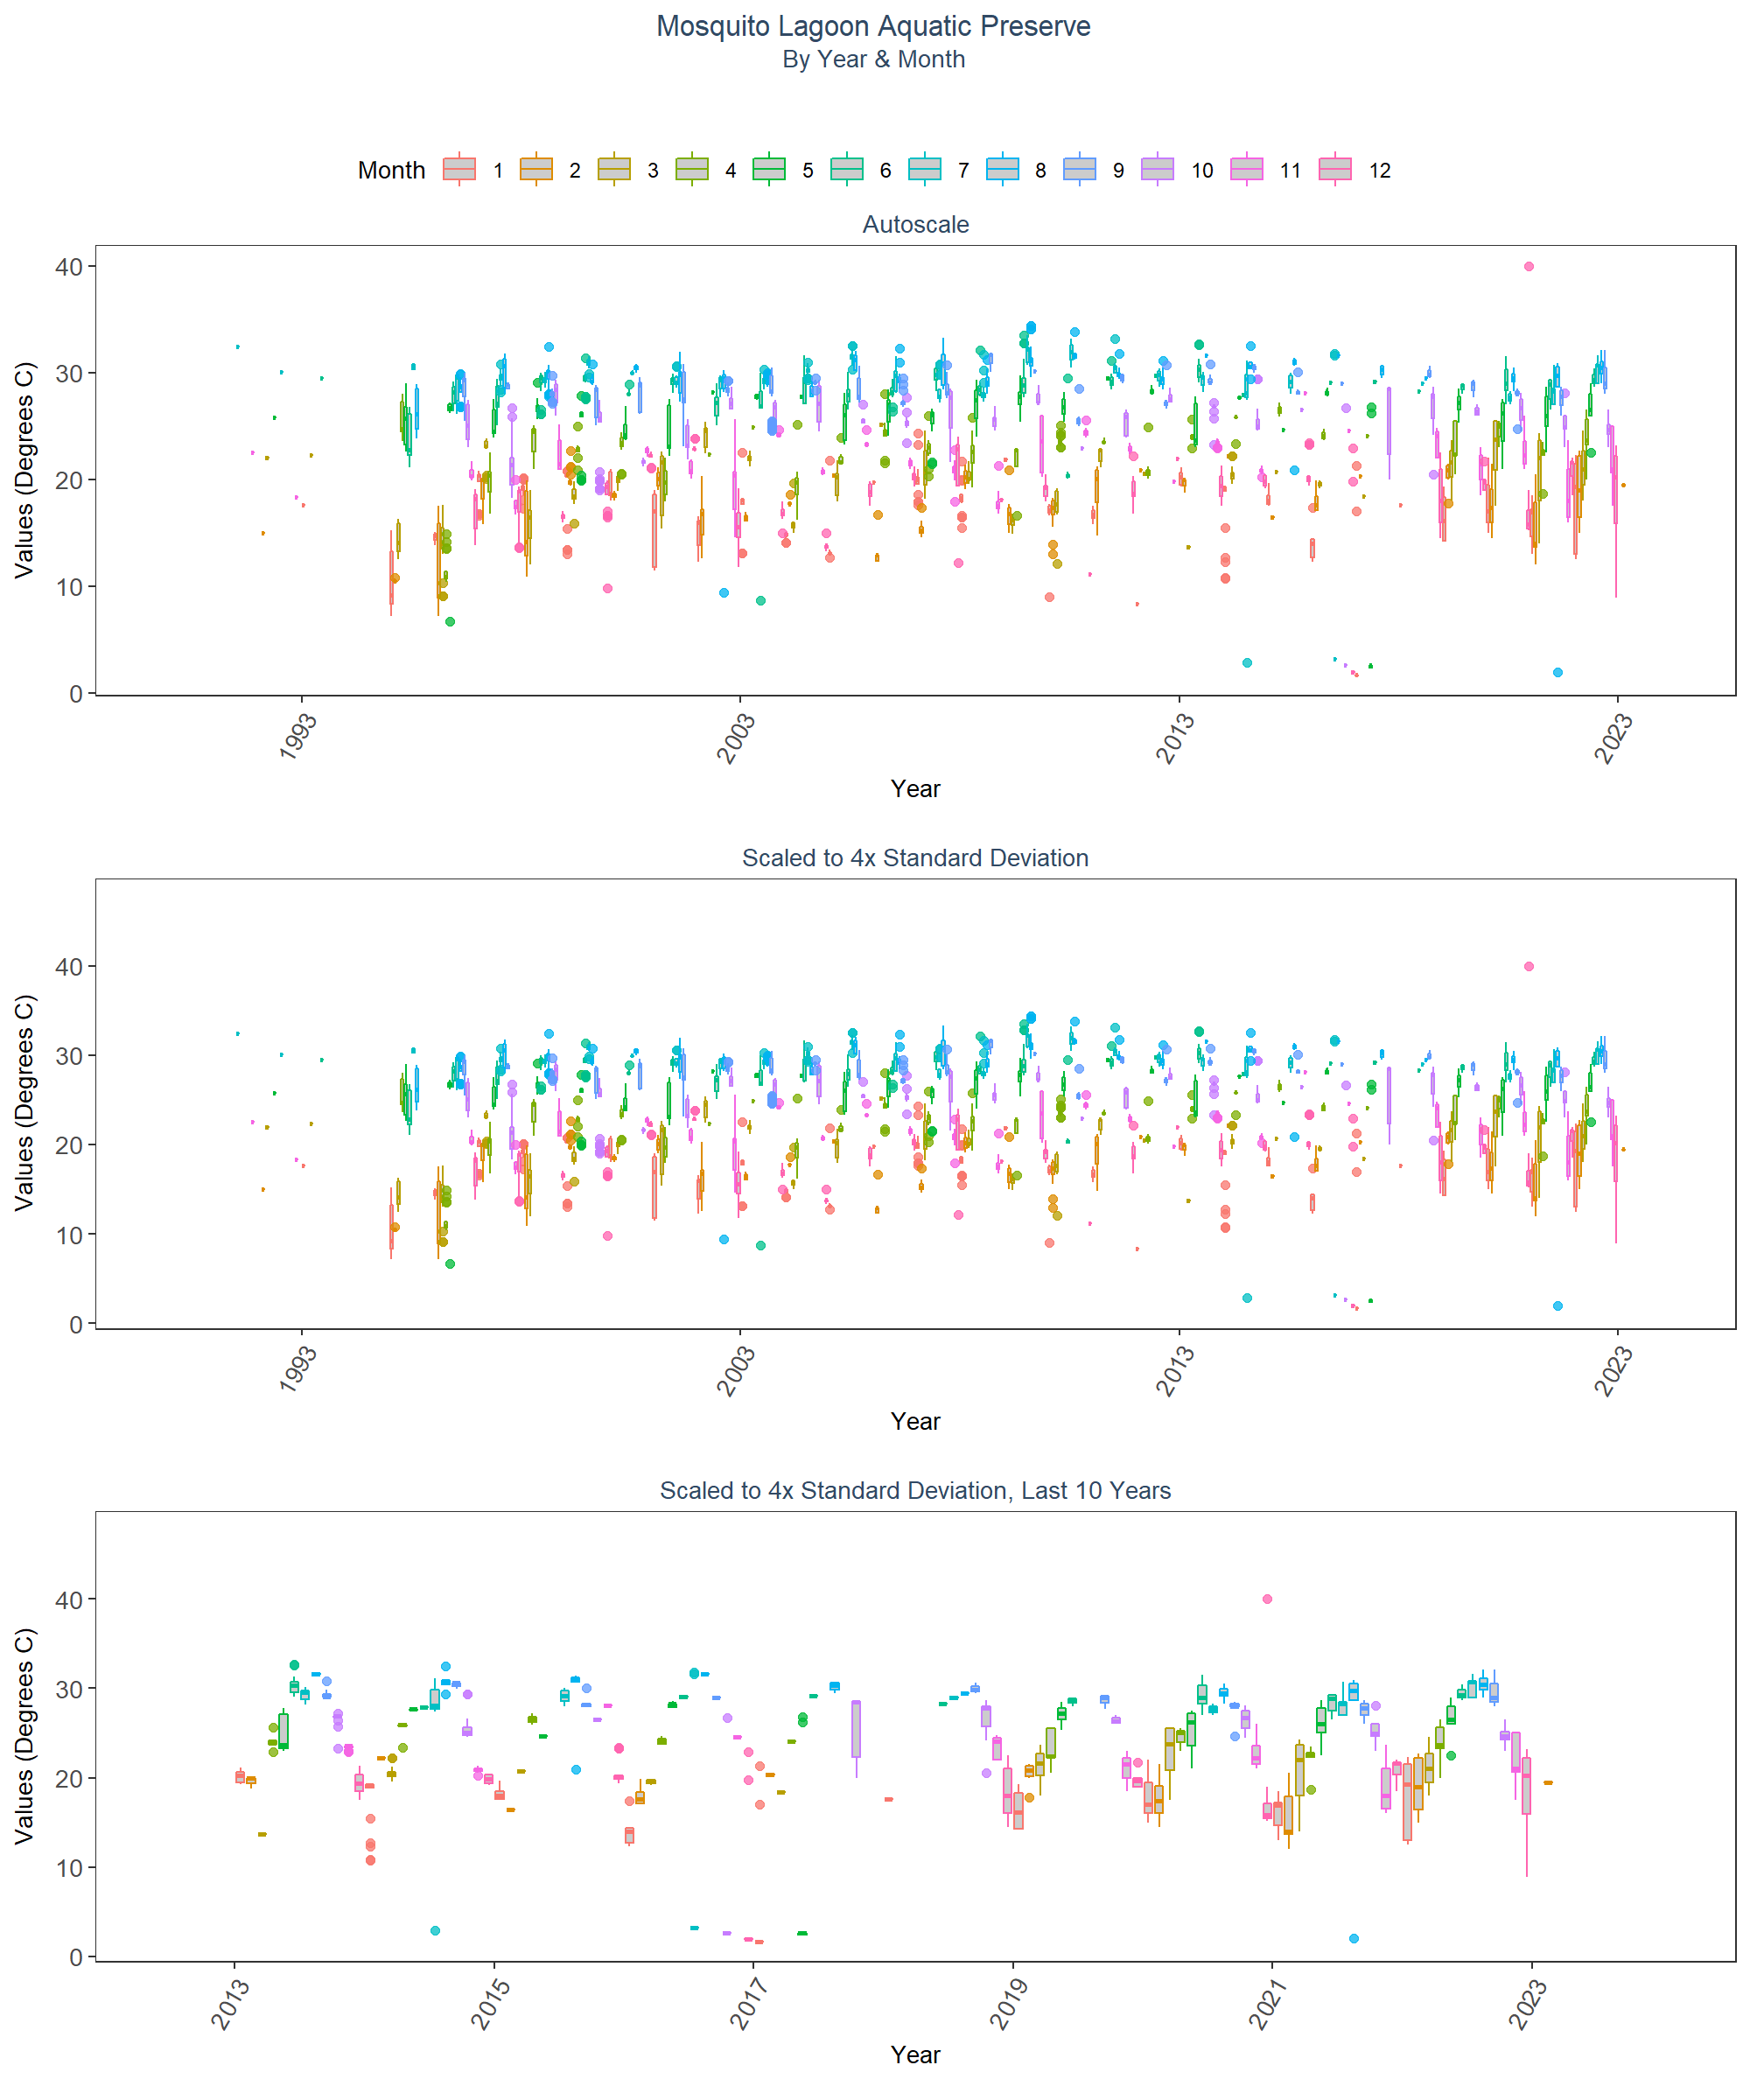 Mosquito Lagoon Aquatic Preserve
By Year & Month
Month 1 2 3 4 5 6 7 8 9 10 11 12
Autoscale
Values (Degrees C)
40
30
20
10
0
1993 2003 2013 2023
Year
Scaled to 4x Standard Deviation
Values (Degrees C)
40
30
20
10
0
1993 2003 2013 2023
Year
Scaled to 4x Standard Deviation, Last 10 Years
Values (Degrees C)
40
30
20
10
0
2013 2015 2017 2019 2021 2023
Year